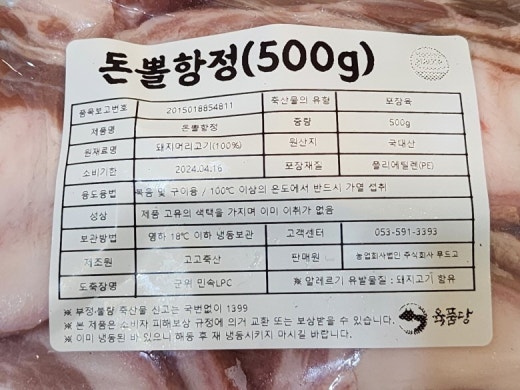 돈뽈항정(500g)
품목보고번호 2015018854811 축산물의 유형 포장육
제품명 돈뽈항정 중량 500g
원재료명 돼지머리고기(100%) 원산지 국내산
소비기한 2024.04.16 포장재질 폴리에틸렌(PE)
용도용법 볶음 및 구이용 / 100℃ 이상의 온도에서 반드시 가열 섭취
성상 제품 고유의 색택을 가지며 이미 이취가 없음
보관방법 영하 18℃ 이하 냉동보관 고객센터 053-591-3393
제조원 고고축산 판매원 농업회사법인 주식회사 푸드고
도축장명 군위 민속LPC ※ 알레르기 유발물질 : 돼지고기 함유
※ 부정·불량 축산물 신고는 국번없이 1399
※ 본 제품은 소비자 피해보상 규정에 의거 교환 또는 보상받을 수 있습니다.
※ 이미 냉동된 바 있으니 해동 후 재 냉동시키지 마시길 바랍니다.
육품당